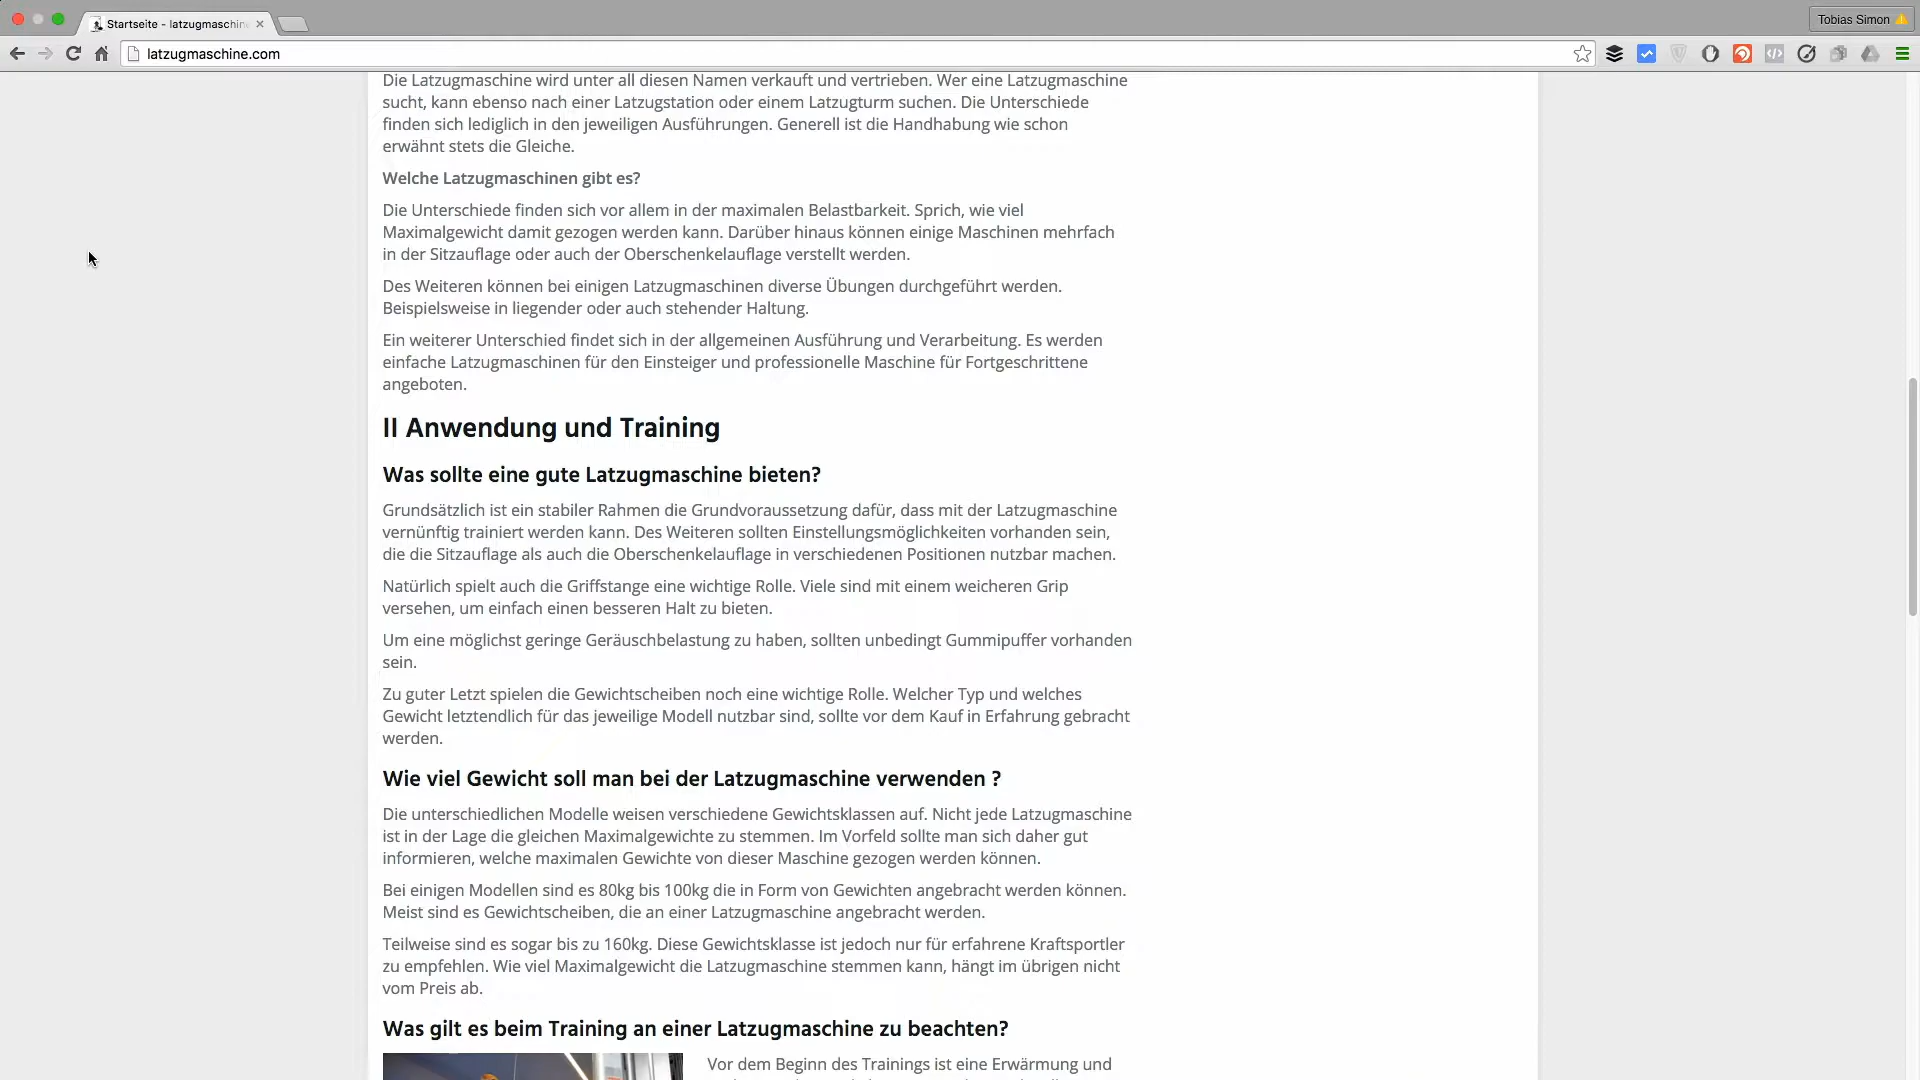 Startseite - latzugmaschine
Tobias Simon
latzugmaschine.com
Die Latzugmaschine wird unter all diesen Namen verkauft und vertrieben. Wer eine Latzugmaschine
sucht, kann ebenso nach einer Latzugstation oder einem Latzugturm suchen. Die Unterschiede
finden sich lediglich in den jeweiligen Ausführungen. Generell ist die Handhabung wie schon
erwähnt stets die Gleiche.
Welche Latzugmaschinen gibt es?
Die Unterschiede finden sich vor allem in der maximalen Belastbarkeit. Sprich, wie viel
Maximalgewicht damit gezogen werden kann. Darüber hinaus können einige Maschinen mehrfach
in der Sitzauflage oder auch der Oberschenkelauflage verstellt werden.
Des Weiteren können bei einigen Latzugmaschinen diverse Übungen durchgeführt werden.
Beispielsweise in liegender oder auch stehender Haltung.
Ein weiterer Unterschied findet sich in der allgemeinen Ausführung und Verarbeitung. Es werden
einfache Latzugmaschinen für den Einsteiger und professionelle Maschine für Fortgeschrittene
angeboten.
II Anwendung und Training
Was sollte eine gute Latzugmaschine bieten?
Grundsätzlich ist ein stabiler Rahmen die Grundvoraussetzung dafür, dass mit der Latzugmaschine
vernünftig trainiert werden kann. Des Weiteren sollten Einstellungsmöglichkeiten vorhanden sein,
die die Sitzauflage als auch die Oberschenkelauflage in verschiedenen Positionen nutzbar machen.
Natürlich spielt auch die Griffstange eine wichtige Rolle. Viele sind mit einem weicheren Grip
versehen, um einfach einen besseren Halt zu bieten.
Um eine möglichst geringe Geräuschbelastung zu haben, sollten unbedingt Gummipuffer vorhanden
sein.
Zu guter Letzt spielen die Gewichtscheiben noch eine wichtige Rolle. Welcher Typ und welches
Gewicht letztendlich für das jeweilige Modell nutzbar sind, sollte vor dem Kauf in Erfahrung gebracht
werden.
Wie viel Gewicht soll man bei der Latzugmaschine verwenden ?
Die unterschiedlichen Modelle weisen verschiedene Gewichtsklassen auf. Nicht jede Latzugmaschine
ist in der Lage die gleichen Maximalgewichte zu stemmen. Im Vorfeld sollte man sich daher gut
informieren, welche maximalen Gewichte von dieser Maschine gezogen werden können.
Bei einigen Modellen sind es 80kg bis 100kg die in Form von Gewichten angebracht werden können.
Meist sind es Gewichtscheiben, die an einer Latzugmaschine angebracht werden.
Teilweise sind es sogar bis zu 160kg. Diese Gewichtsklasse ist jedoch nur für erfahrene Kraftsportler
zu empfehlen. Wie viel Maximalgewicht die Latzugmaschine stemmen kann, hängt im übrigen nicht
vom Preis ab.
Was gilt es beim Training an einer Latzugmaschine zu beachten?
Vor dem Beginn des Trainings ist eine Erwärmung und